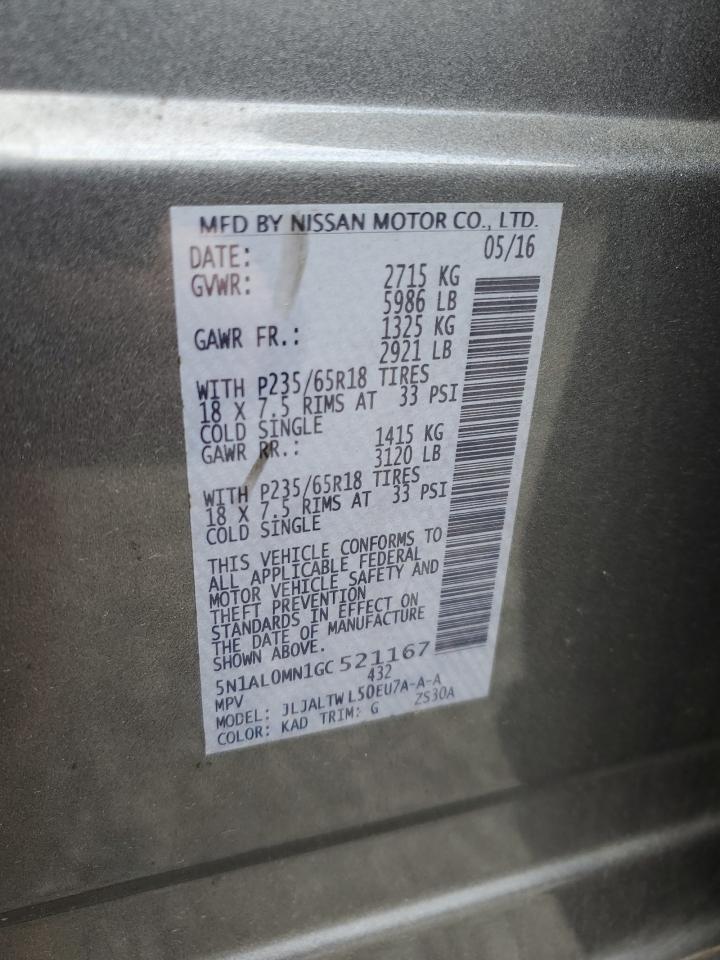 MFD BY NISSAN MOTOR CO., LTD.
DATE: 05/16
GVWR: 2715 KG
5986 LB
GAWR FR.: 1325 KG
2921 LB
WITH P235/65R18 TIRES
18 X 7.5 RIMS AT 33 PSI
COLD SINGLE
GAWR RR.: 1415 KG
3120 LB
WITH P235/65R18 TIRES
18 X 7.5 RIMS AT 33 PSI
COLD SINGLE
THIS VEHICLE CONFORMS TO
ALL APPLICABLE FEDERAL
MOTOR VEHICLE SAFETY AND
THEFT PREVENTION
STANDARDS IN EFFECT ON
THE DATE OF MANUFACTURE
SHOWN ABOVE.
5N1AL0MN1GC521167
MPV 432
MODEL: JLJALTWL50EU7A-A-A
COLOR: KAD TRIM: G ZS30A